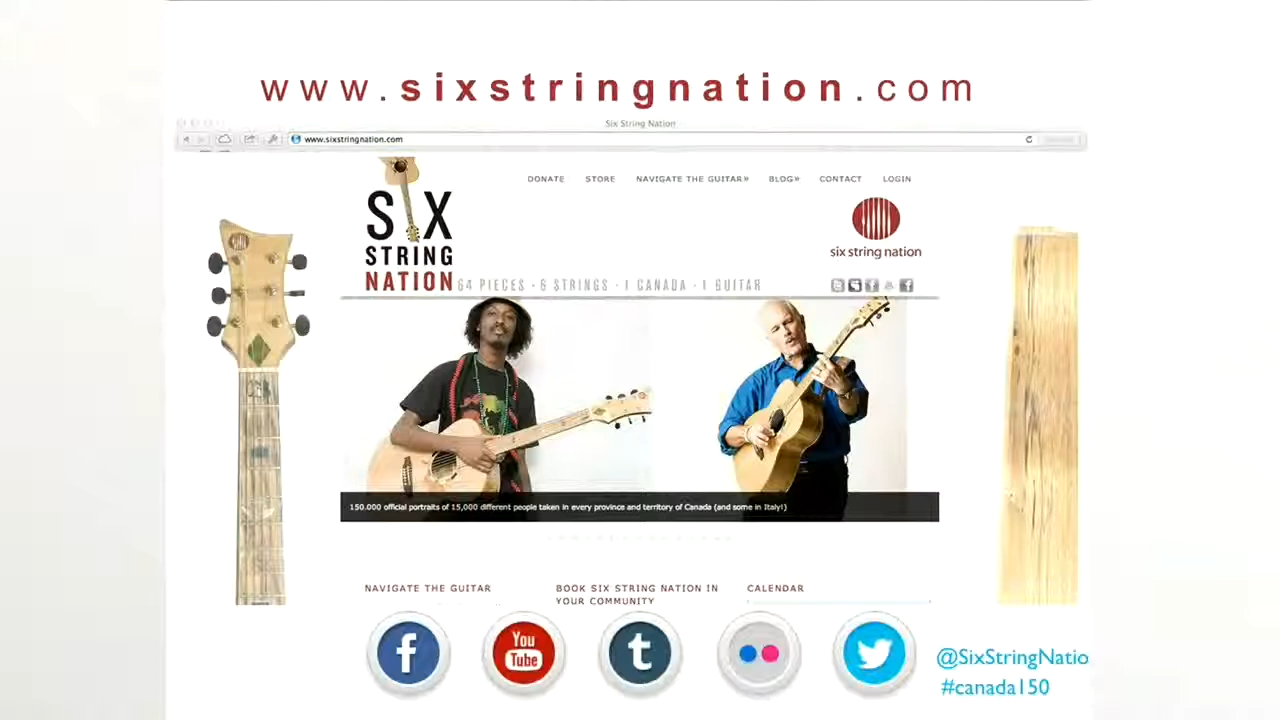 www.sixstringnation.com
Six String Nation
www.sixstringnation.com
DONATE STORE NAVIGATE THE GUITAR» BLOG» CONTACT LOGIN
SIX
STRING
NATION
six string nation
64 PIECES · 6 STRINGS · 1 CANADA · 1 GUITAR
150.000 official portraits of 15,000 different people taken in every province and territory of Canada (and some in Italy!)
NAVIGATE THE GUITAR
BOOK SIX STRING NATION IN
YOUR COMMUNITY
CALENDAR
f
You
Tube
t
@SixStringNatio
#canada150